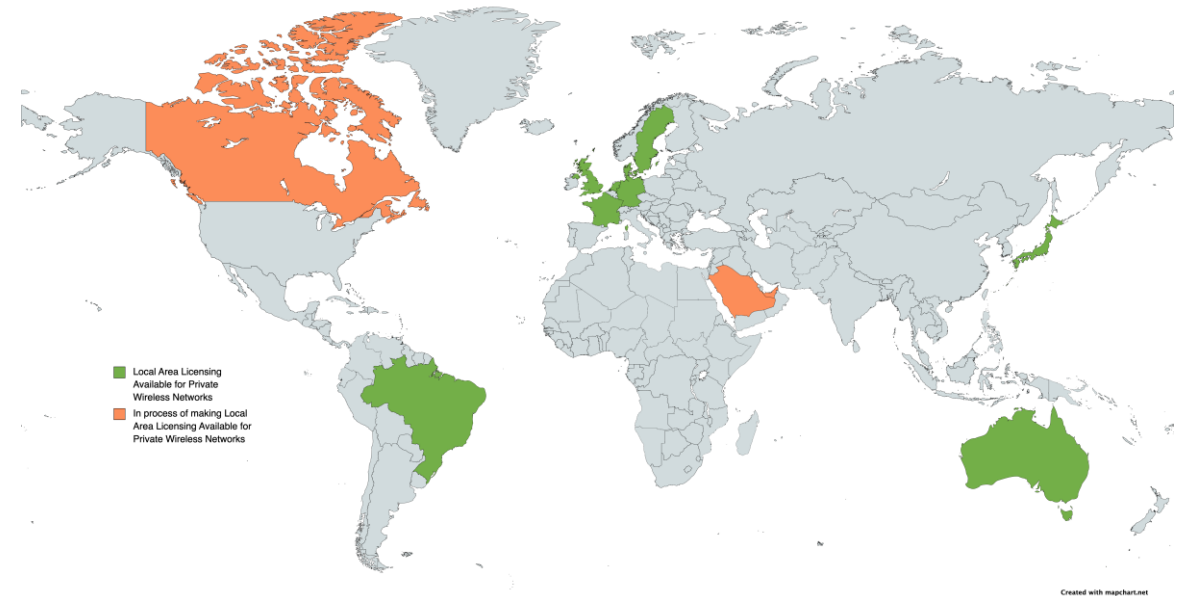 Local Area Licensing
Available for Private
Wireless Networks
In process of making Local
Area Licensing Available for
Private Wireless Networks
Created with mapchart.net